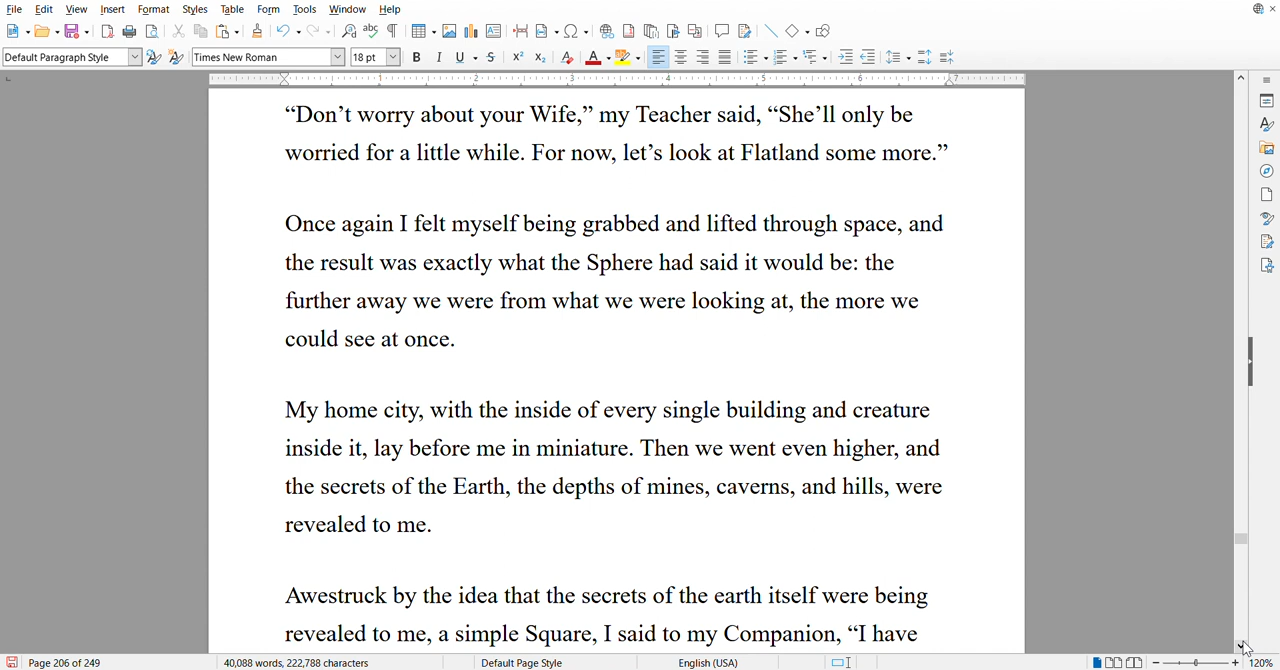 File Edit View Insert Format Styles Table Form Tools Window Help
Default Paragraph Style Times New Roman 18 pt
1 2 3 4 5 6 7
“Don’t worry about your Wife,” my Teacher said, “She’ll only be
worried for a little while. For now, let’s look at Flatland some more.”
Once again I felt myself being grabbed and lifted through space, and
the result was exactly what the Sphere had said it would be: the
further away we were from what we were looking at, the more we
could see at once.
My home city, with the inside of every single building and creature
inside it, lay before me in miniature. Then we went even higher, and
the secrets of the Earth, the depths of mines, caverns, and hills, were
revealed to me.
Awestruck by the idea that the secrets of the earth itself were being
revealed to me, a simple Square, I said to my Companion, “I have
Page 206 of 249 40,088 words, 222,788 characters Default Page Style English (USA) 120%